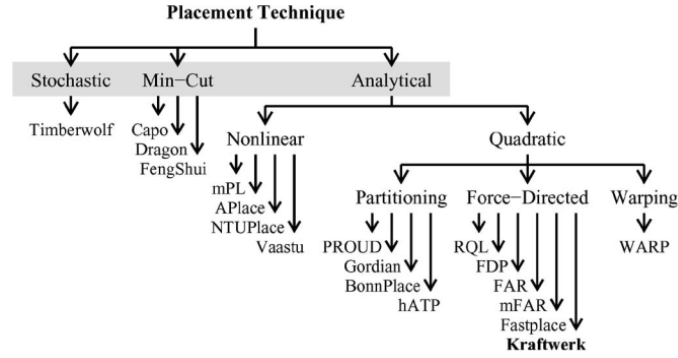 Placement Technique
Stochastic Min−Cut Analytical
Timberwolf
Capo
Dragon
FengShui
Nonlinear
Quadratic
mPL
APlace
NTUPlace
Vaastu
Partitioning
Force−Directed
Warping
PROUD
Gordian
BonnPlace
hATP
RQL
FDP
FAR
mFAR
Fastplace
Kraftwerk
WARP